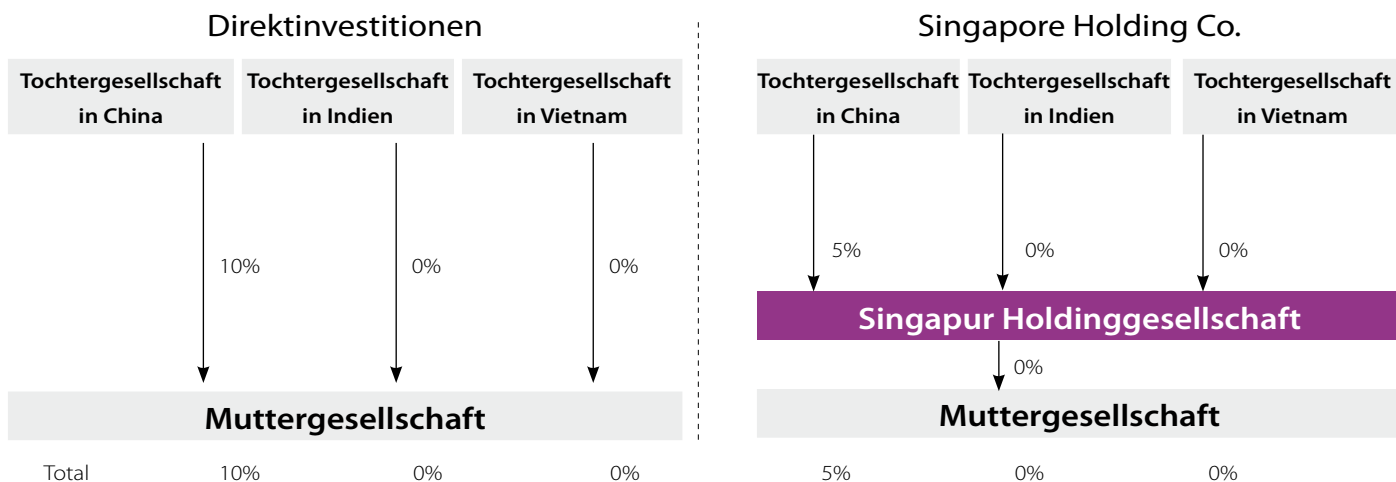 Direktinvestitionen
Tochtergesellschaft
in China
Tochtergesellschaft
in Indien
Tochtergesellschaft
in Vietnam
10%
0%
0%
Muttergesellschaft
Total
10%
0%
0%
Singapore Holding Co.
Tochtergesellschaft
in China
Tochtergesellschaft
in Indien
Tochtergesellschaft
in Vietnam
5%
0%
0%
Singapur Holdinggesellschaft
0%
Muttergesellschaft
5%
0%
0%